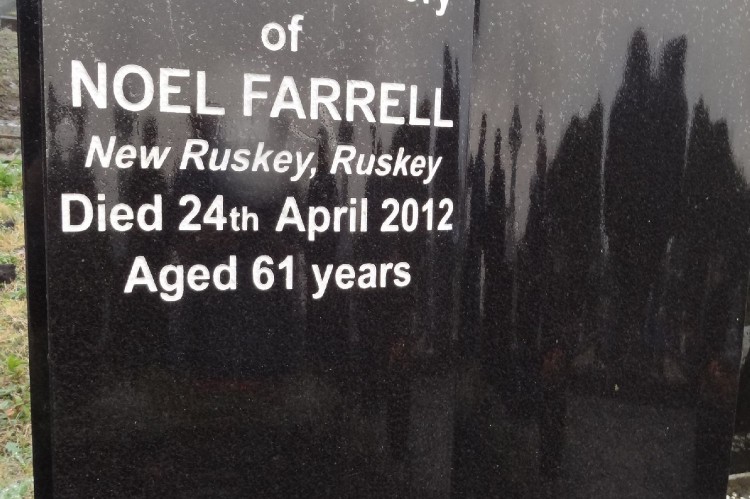 of
NOEL FARRELL
New Ruskey, Ruskey
Died 24th April 2012
Aged 61 years